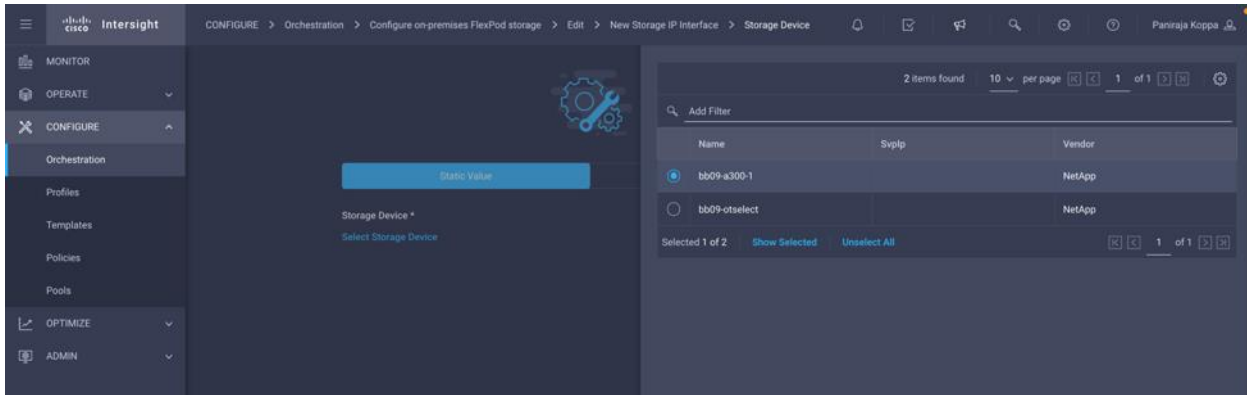 cisco Intersight
CONFIGURE > Orchestration > Configure on-premises FlexPod storage > Edit > New Storage IP Interface > Storage Device
Paniraja Koppa
MONITOR
OPERATE
CONFIGURE
Orchestration
Profiles
Templates
Policies
Pools
OPTIMIZE
ADMIN
Static Value
Storage Device *
Select Storage Device
2 items found 10 per page 1 of 1
Add Filter
Name Svplp Vendor
bb09-a300-1 NetApp
bb09-otselect NetApp
Selected 1 of 2 Show Selected Unselect All 1 of 1